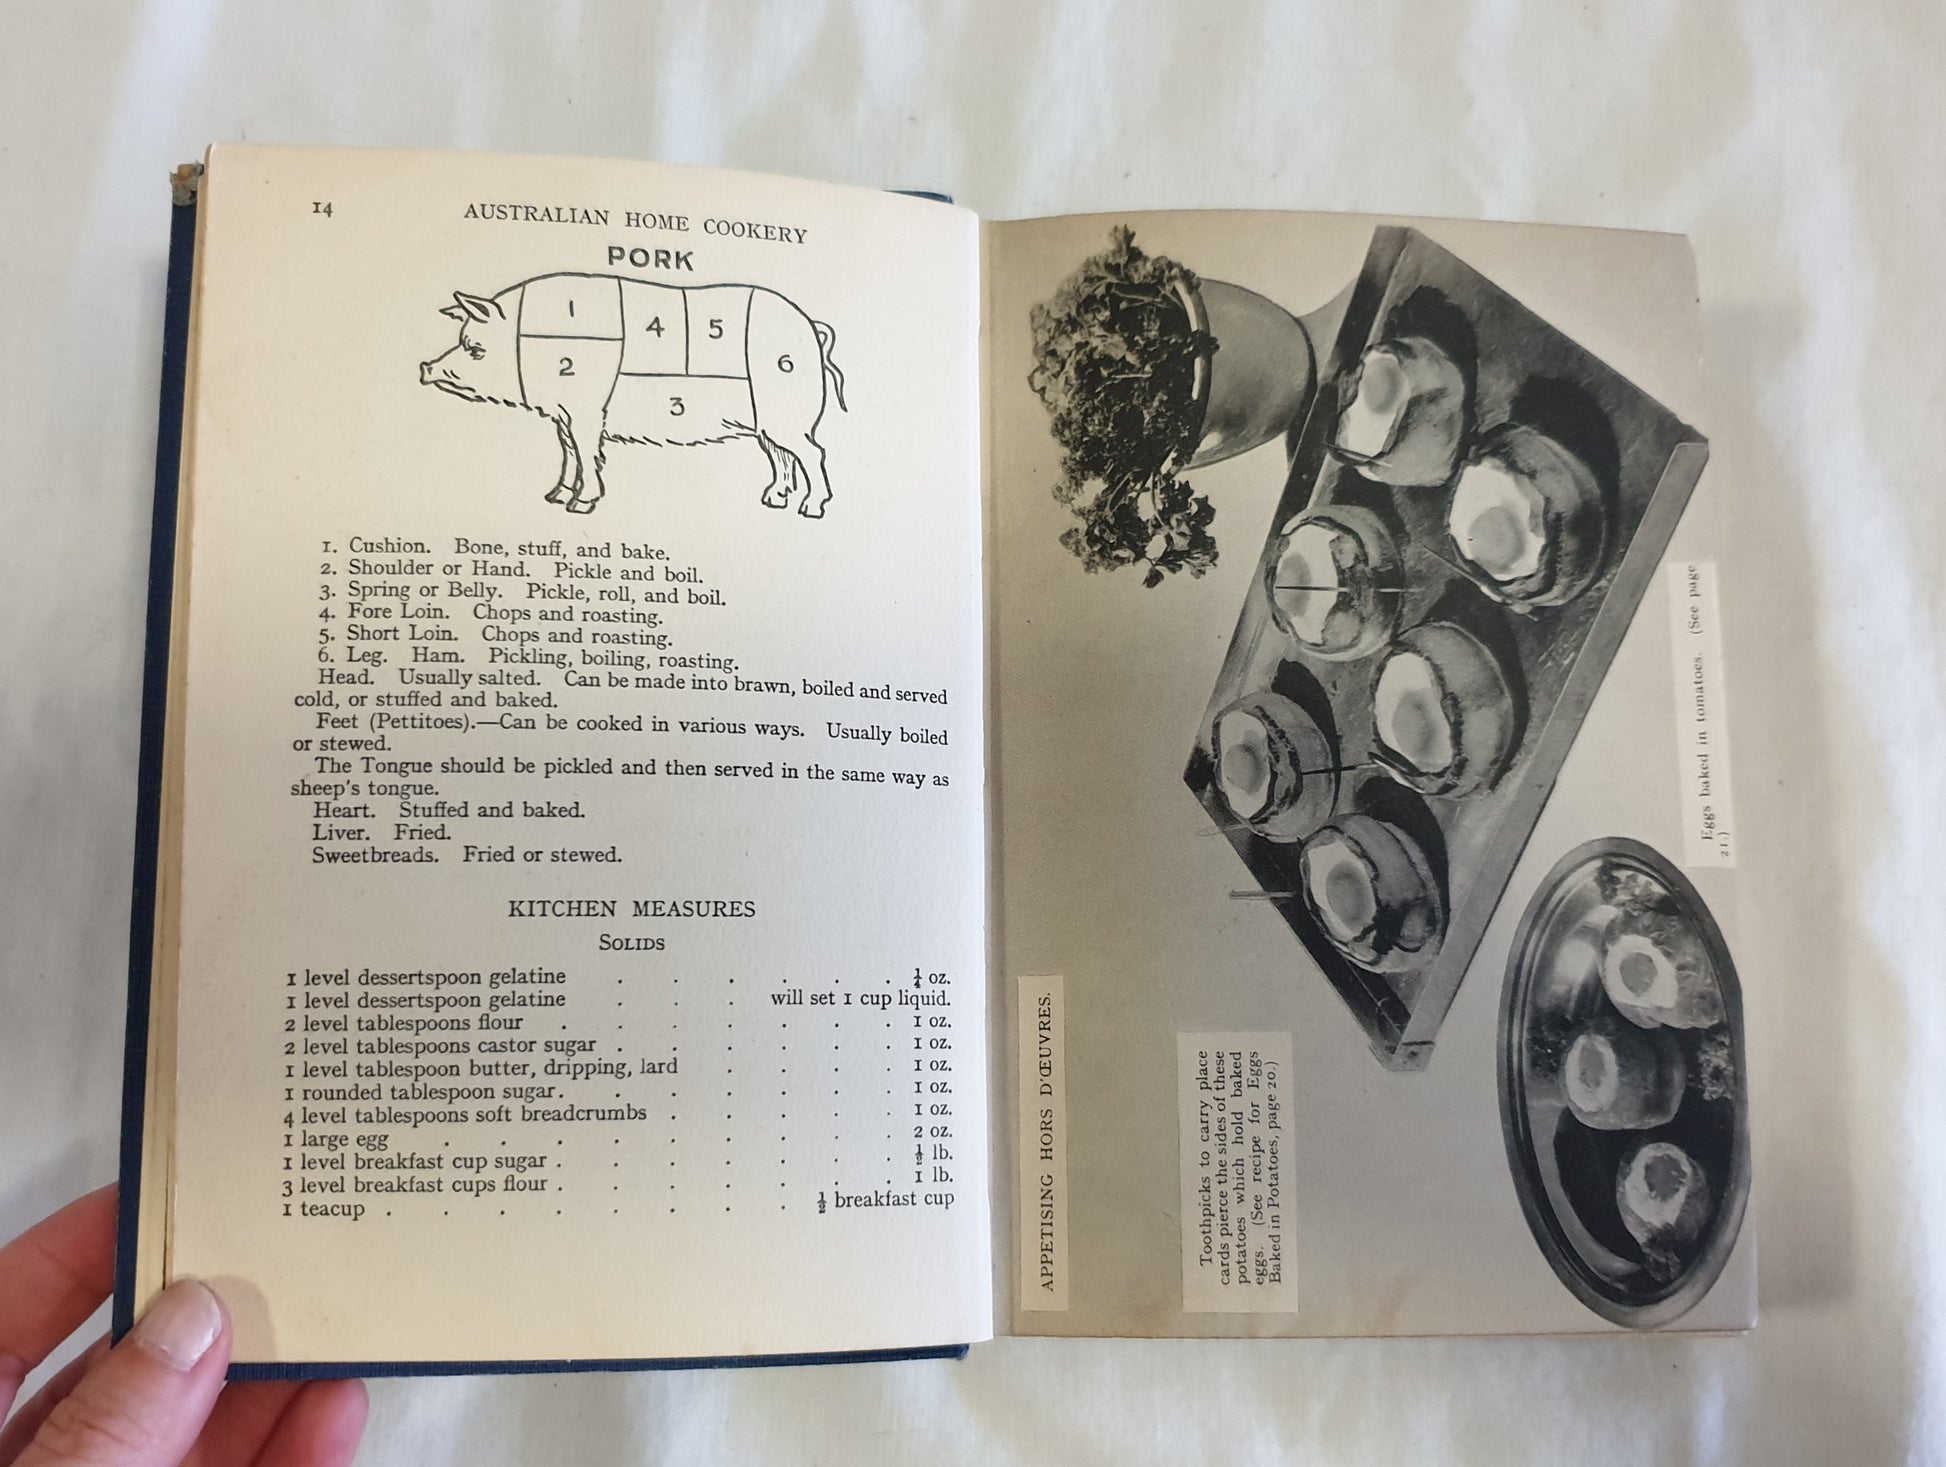 14
AUSTRALIAN HOME COOKERY
PORK
1
2
4
5
6
3
1. Cushion. Bone, stuff, and bake.
2. Shoulder or Hand. Pickle and boil.
3. Spring or Belly. Pickle, roll, and boil.
4. Fore Loin. Chops and roasting.
5. Short Loin. Chops and roasting.
6. Leg. Ham. Pickling, boiling, roasting.
Head. Usually salted. Can be made into brawn, boiled and served
cold, or stuffed and baked.
Feet (Pettitoes).—Can be cooked in various ways. Usually boiled
or stewed.
The Tongue should be pickled and then served in the same way as
sheep's tongue.
Heart. Stuffed and baked.
Liver. Fried.
Sweetbreads. Fried or stewed.
KITCHEN MEASURES
SOLIDS
1 level dessertspoon gelatine . . . . . . ¼ oz.
1 level dessertspoon gelatine . . . will set 1 cup liquid.
2 level tablespoons flour . . . . . . . 1 oz.
2 level tablespoons castor sugar . . . . . . 1 oz.
1 level tablespoon butter, dripping, lard . . . . 1 oz.
1 rounded tablespoon sugar . . . . . . . 1 oz.
4 level tablespoons soft breadcrumbs . . . . . 1 oz.
1 large egg . . . . . . . . . 2 oz.
1 level breakfast cup sugar . . . . . . . ½ lb.
3 level breakfast cups flour . . . . . . . 1 lb.
1 teacup . . . . . . . . ½ breakfast cup
APPETISING HORS D'ŒUVRES.
Toothpicks to carry place
cards pierce the sides of these
potatoes which hold baked
eggs. (See recipe for Eggs
Baked in Potatoes, page 20.)
Eggs baked in tomatoes. (See page
21.)